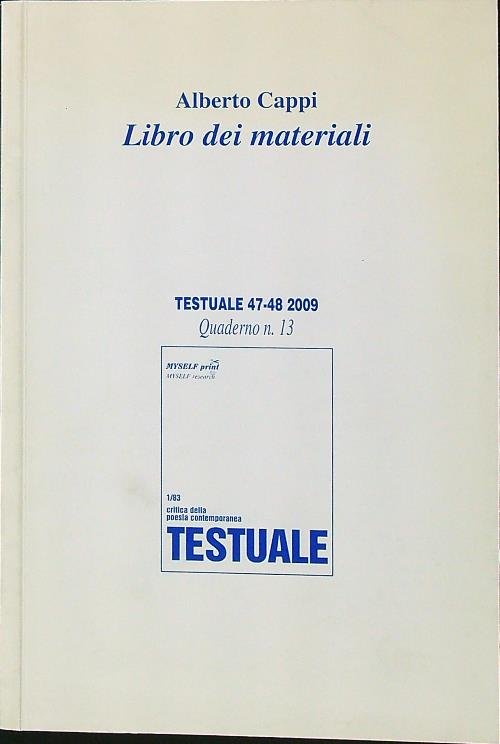 Alberto Cappi
Libro dei materiali
TESTUALE 47-48 2009
Quaderno n. 13
MYSELF print
MYSELF research
1/83
critica della
poesia contemporanea
TESTUALE